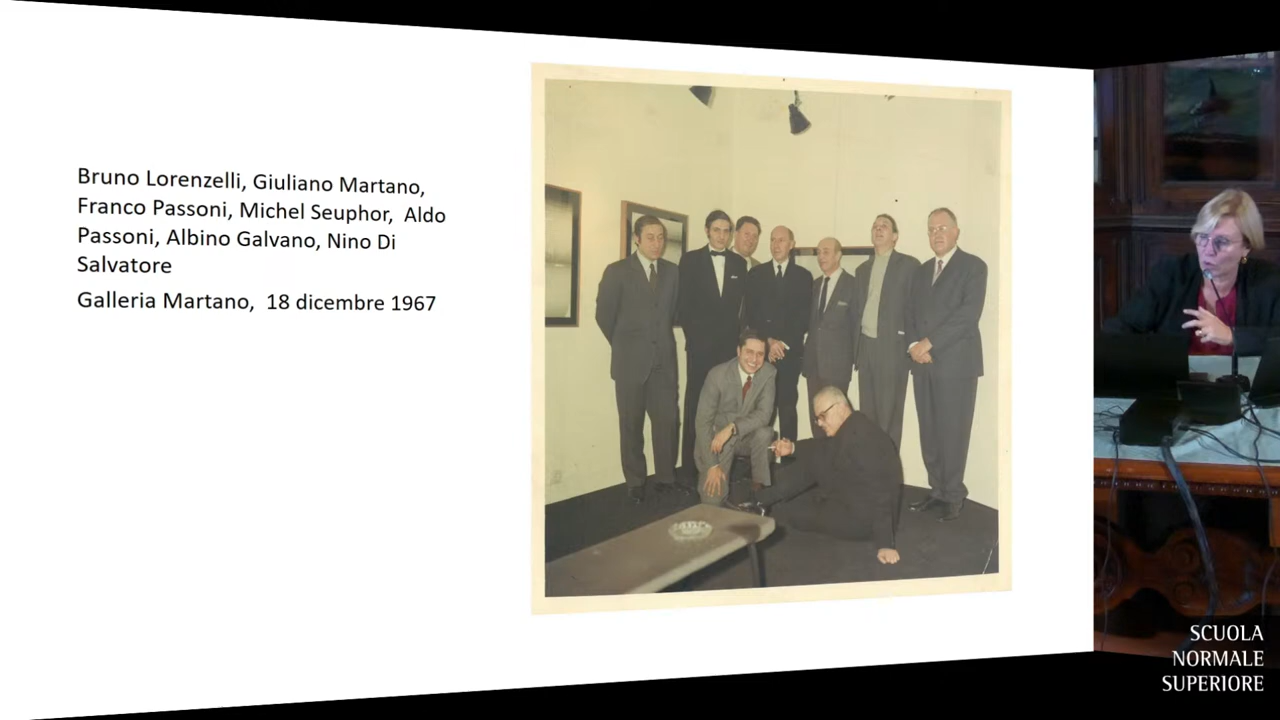 Bruno Lorenzelli, Giuliano Martano,
Franco Passoni, Michel Seuphor, Aldo
Passoni, Albino Galvano, Nino Di
Salvatore
Galleria Martano, 18 dicembre 1967
SCUOLA
NORMALE
SUPERIORE